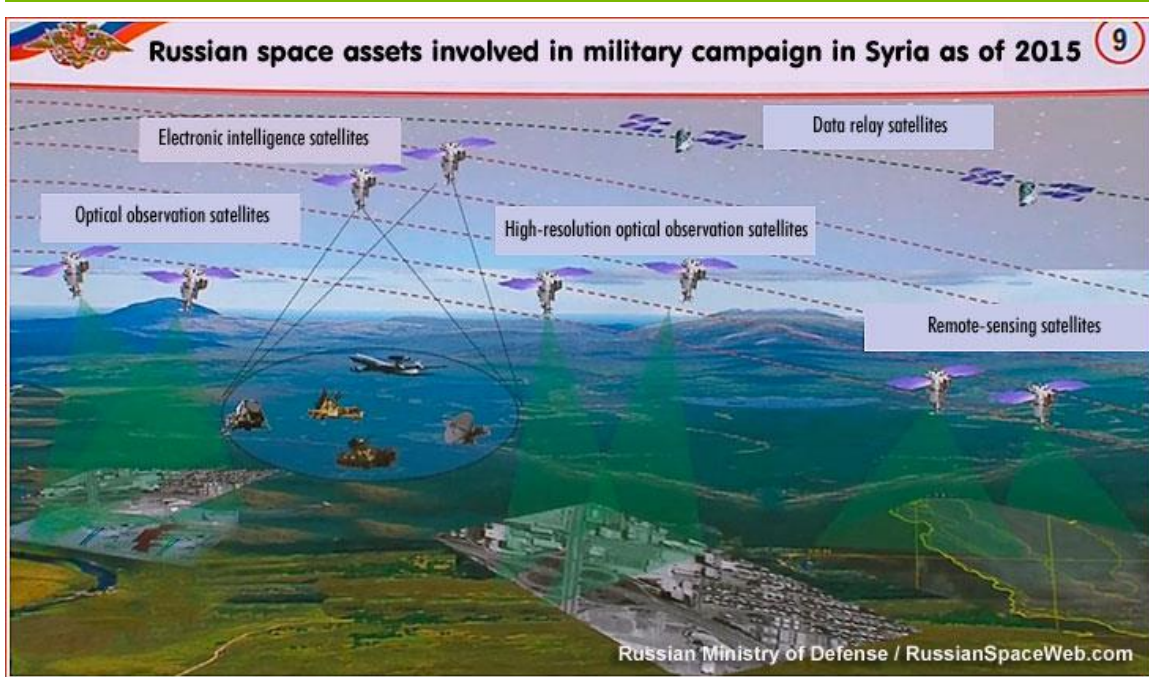 Russian space assets involved in military campaign in Syria as of 2015
9
Electronic intelligence satellites
Data relay satellites
Optical observation satellites
High-resolution optical observation satellites
Remote-sensing satellites
Russian Ministry of Defense / RussianSpaceWeb.com